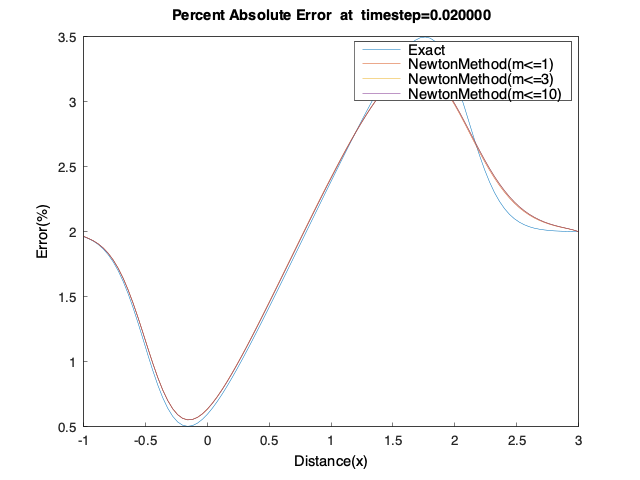 Percent Absolute Error  at  timestep=0.020000
3.5
3
2.5
2
1.5
1
0.5
Error(%)
-1
-0.5
0
0.5
1
1.5
2
2.5
3
Distance(x)
Exact
NewtonMethod(m<=1)
NewtonMethod(m<=3)
NewtonMethod(m<=10)